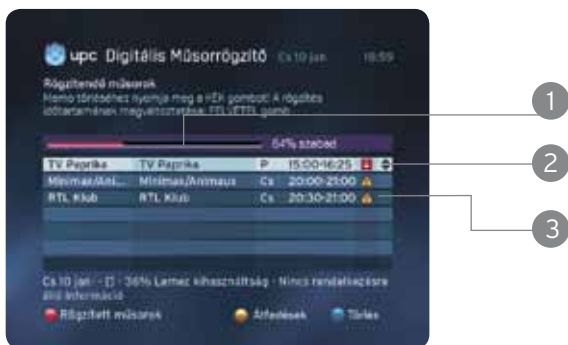 upc Digitális Műsorrögzítő Cs 10 jan 18:59
Rögzítendő műsorok
Memo törléséhez nyomja meg a KÉK gombot! A rögzítés
időtartamának megváltoztatása: FELVÉTEL gomb
64% szabad
TV Paprika TV Paprika P 15:00-16:25
Minimax/Ani... Minimax/Animaux Cs 20:00-21:00
RTL Klub RTL Klub Cs 20:30-21:00
Cs 10 jan - 36% Lemez kihasználtság - Nincs rendelkezésre
álló információ
Rögzített műsorok Átfedések Törlés
1
2
3